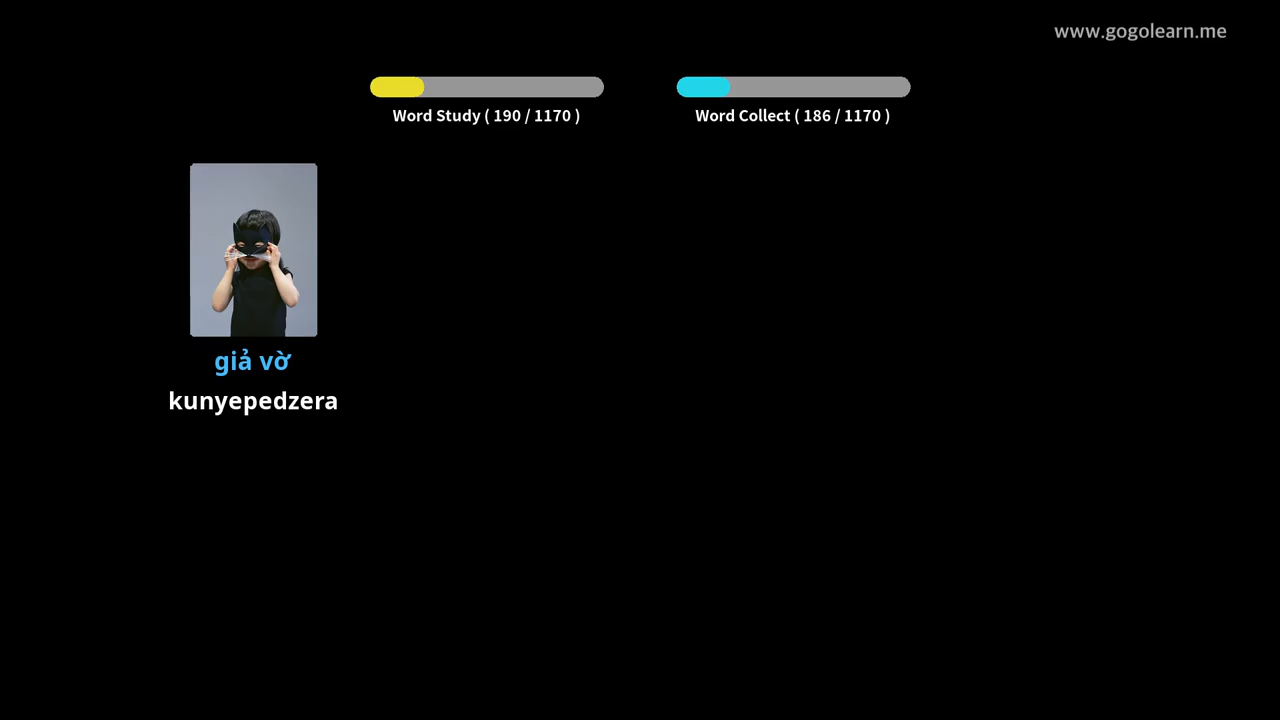 www.gogolearn.me
Word Study ( 190 / 1170 )
Word Collect ( 186 / 1170 )
giả vờ
kunyepedzera